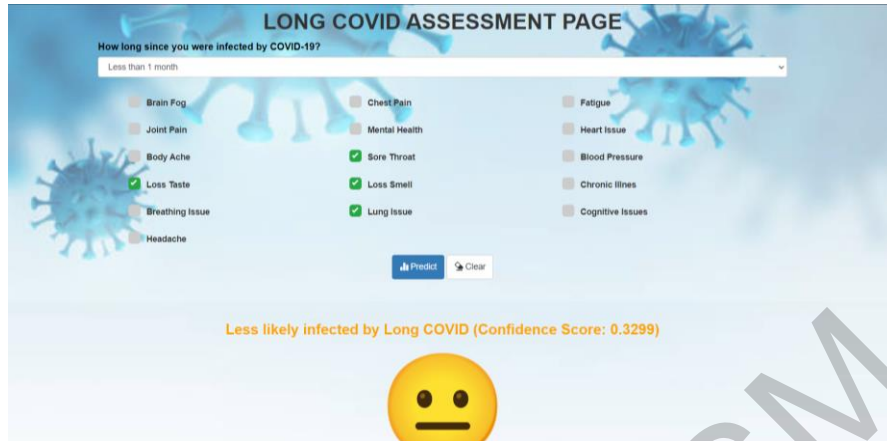 LONG COVID ASSESSMENT PAGE
How long since you were infected by COVID-19?
Less than 1 month
Brain Fog Chest Pain Fatigue
Joint Pain Mental Health Heart Issue
Body Ache Sore Throat Blood Pressure
Loss Taste Loss Smell Chronic Illnes
Breathing Issue Lung Issue Cognitive Issues
Headache
Predict Clear
Less likely infected by Long COVID (Confidence Score: 0.3299)